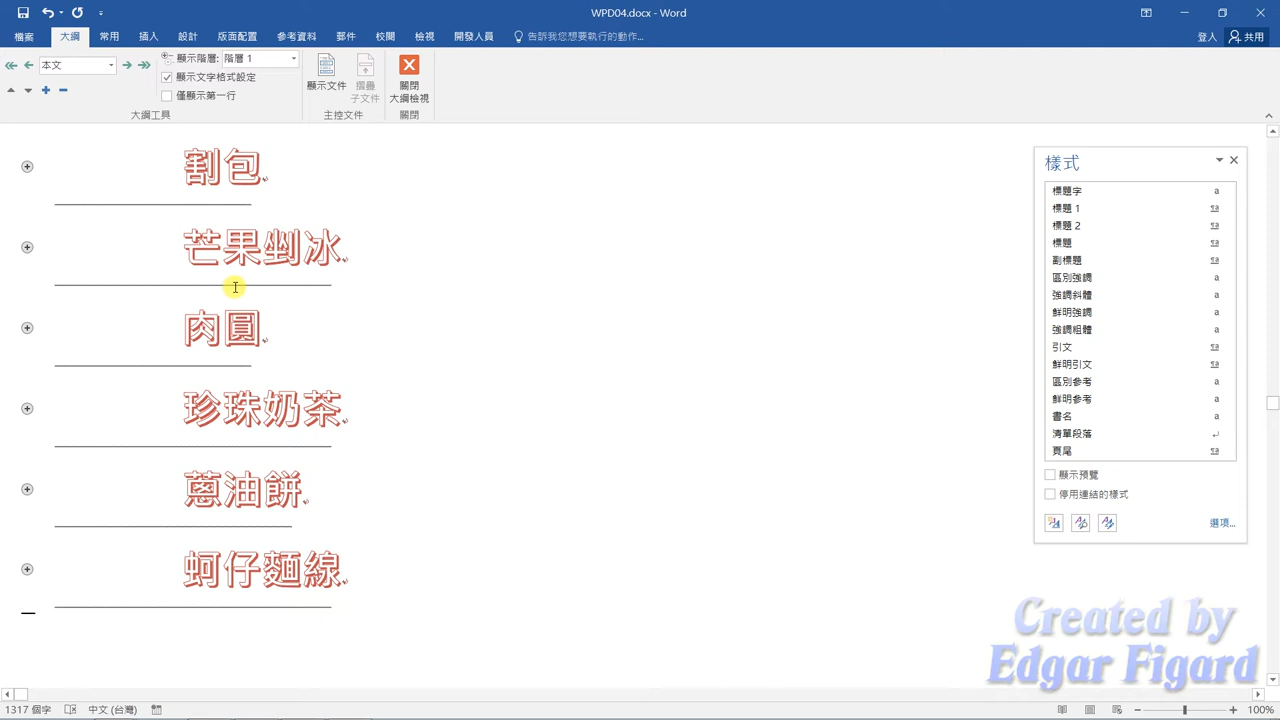 WPD04.docx - Word
檔案 大綱 常用 插入 設計 版面配置 參考資料 郵件 校閱 檢視 開發人員 告訴我您想要執行的動作... 登入 共用
本文 顯示階層: 階層 1
顯示文字格式設定
僅顯示第一行
大綱工具
顯示文件
摺疊
子文件
主控文件
關閉
大綱檢視
關閉
割包
芒果剉冰
肉圓
珍珠奶茶
蔥油餅
蚵仔麵線
樣式
標題字 a
標題 1
標題 2
標題
副標題
區別強調 a
強調斜體 a
鮮明強調 a
強調粗體 a
引文
鮮明引文
區別參考 a
鮮明參考 a
書名 a
清單段落
頁尾
顯示預覽
停用連結的樣式
選項...
Created by
Edgar Figard
1317 個字 中文 (台灣) 100%